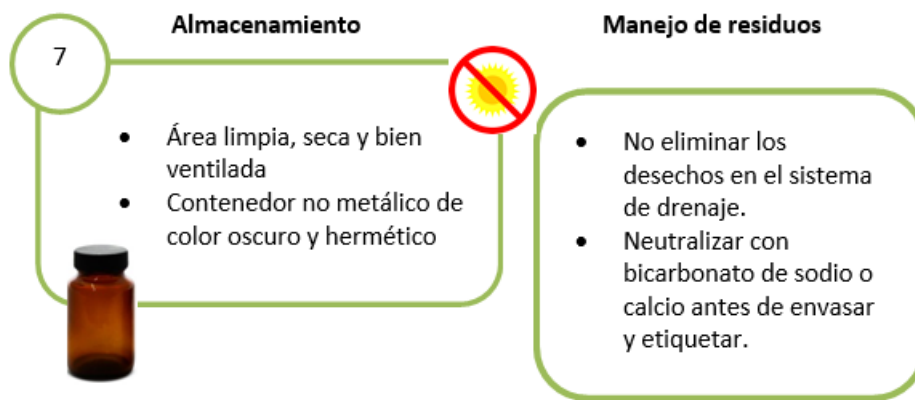 7
Almacenamiento
• Área limpia, seca y bien
ventilada
• Contenedor no metálico de
color oscuro y hermético
Manejo de residuos
• No eliminar los
desechos en el sistema
de drenaje.
• Neutralizar con
bicarbonato de sodio o
calcio antes de envasar
y etiquetar.